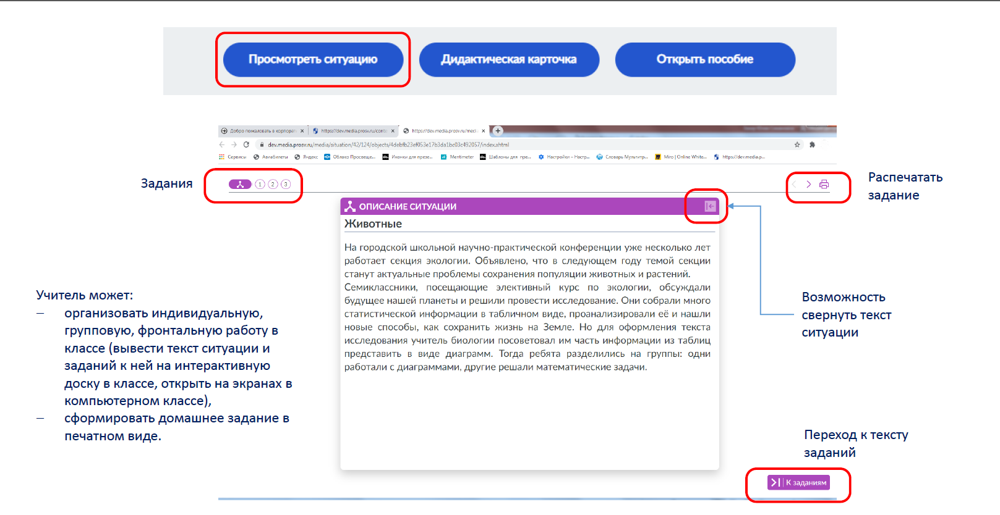 Просмотреть ситуацию
Дидактическая карточка
Открыть пособие
Добро пожаловать в корпорат
https://dev.media.prosv.ru/conte
https://dev.media.prosv.ru/medi
dev.media.prosv.ru/media/situation/42/124/objects/4debfb23ef053e17b3da1bc03c492057/index.xhtml
Сервисы
Авиабилеты
Яндекс
Облако Просвеще...
Иконки для презе...
Mentimeter
Шаблоны для пре...
Настройки – Настр...
Словарь Мультитр...
Miro | Online White...
https://dev.media.p...
Задания
1 2 3
Распечатать
задание
ОПИСАНИЕ СИТУАЦИИ
Животные
На городской школьной научно-практической конференции уже несколько лет
работает секция экологии. Объявлено, что в следующем году темой секции
станут актуальные проблемы сохранения популяции животных и растений.
Семиклассники, посещающие элективный курс по экологии, обсуждали
будущее нашей планеты и решили провести исследование. Они собрали много
статистической информации в табличном виде, проанализировали её и нашли
новые способы, как сохранить жизнь на Земле. Но для оформления текста
исследования учитель биологии посоветовал им часть информации из таблиц
представить в виде диаграмм. Тогда ребята разделились на группы: одни
работали с диаграммами, другие решали математические задачи.
Учитель может:
– организовать индивидуальную,
групповую, фронтальную работу в
классе (вывести текст ситуации и
заданий к ней на интерактивную
доску в классе, открыть на экранах в
компьютерном классе),
– сформировать домашнее задание в
печатном виде.
Возможность
свернуть текст
ситуации
Переход к тексту
заданий
К заданиям